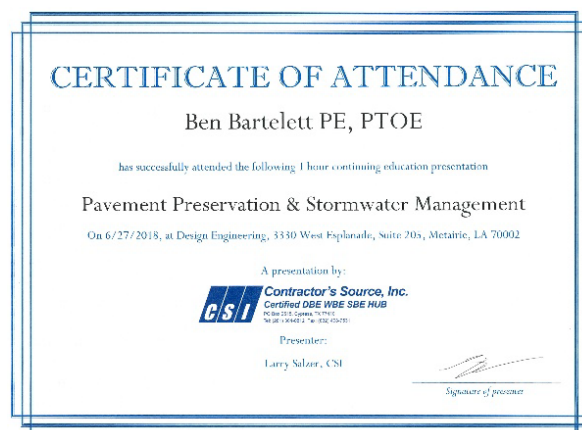 CERTIFICATE OF ATTENDANCE
Ben Bartelett PE, PTOE
has successfully attended the following 1 hour continuing education presentation
Pavement Preservation & Stormwater Management
On 6/27/2018, at Design Engineering, 3330 West Esplanade, Suite 205, Metairie, LA 70002
A presentation by:
CSI
Contractor's Source, Inc.
Certified DBE WBE SBE HUB
Presenter:
Larry Salzer, CSI
Signature of presenter